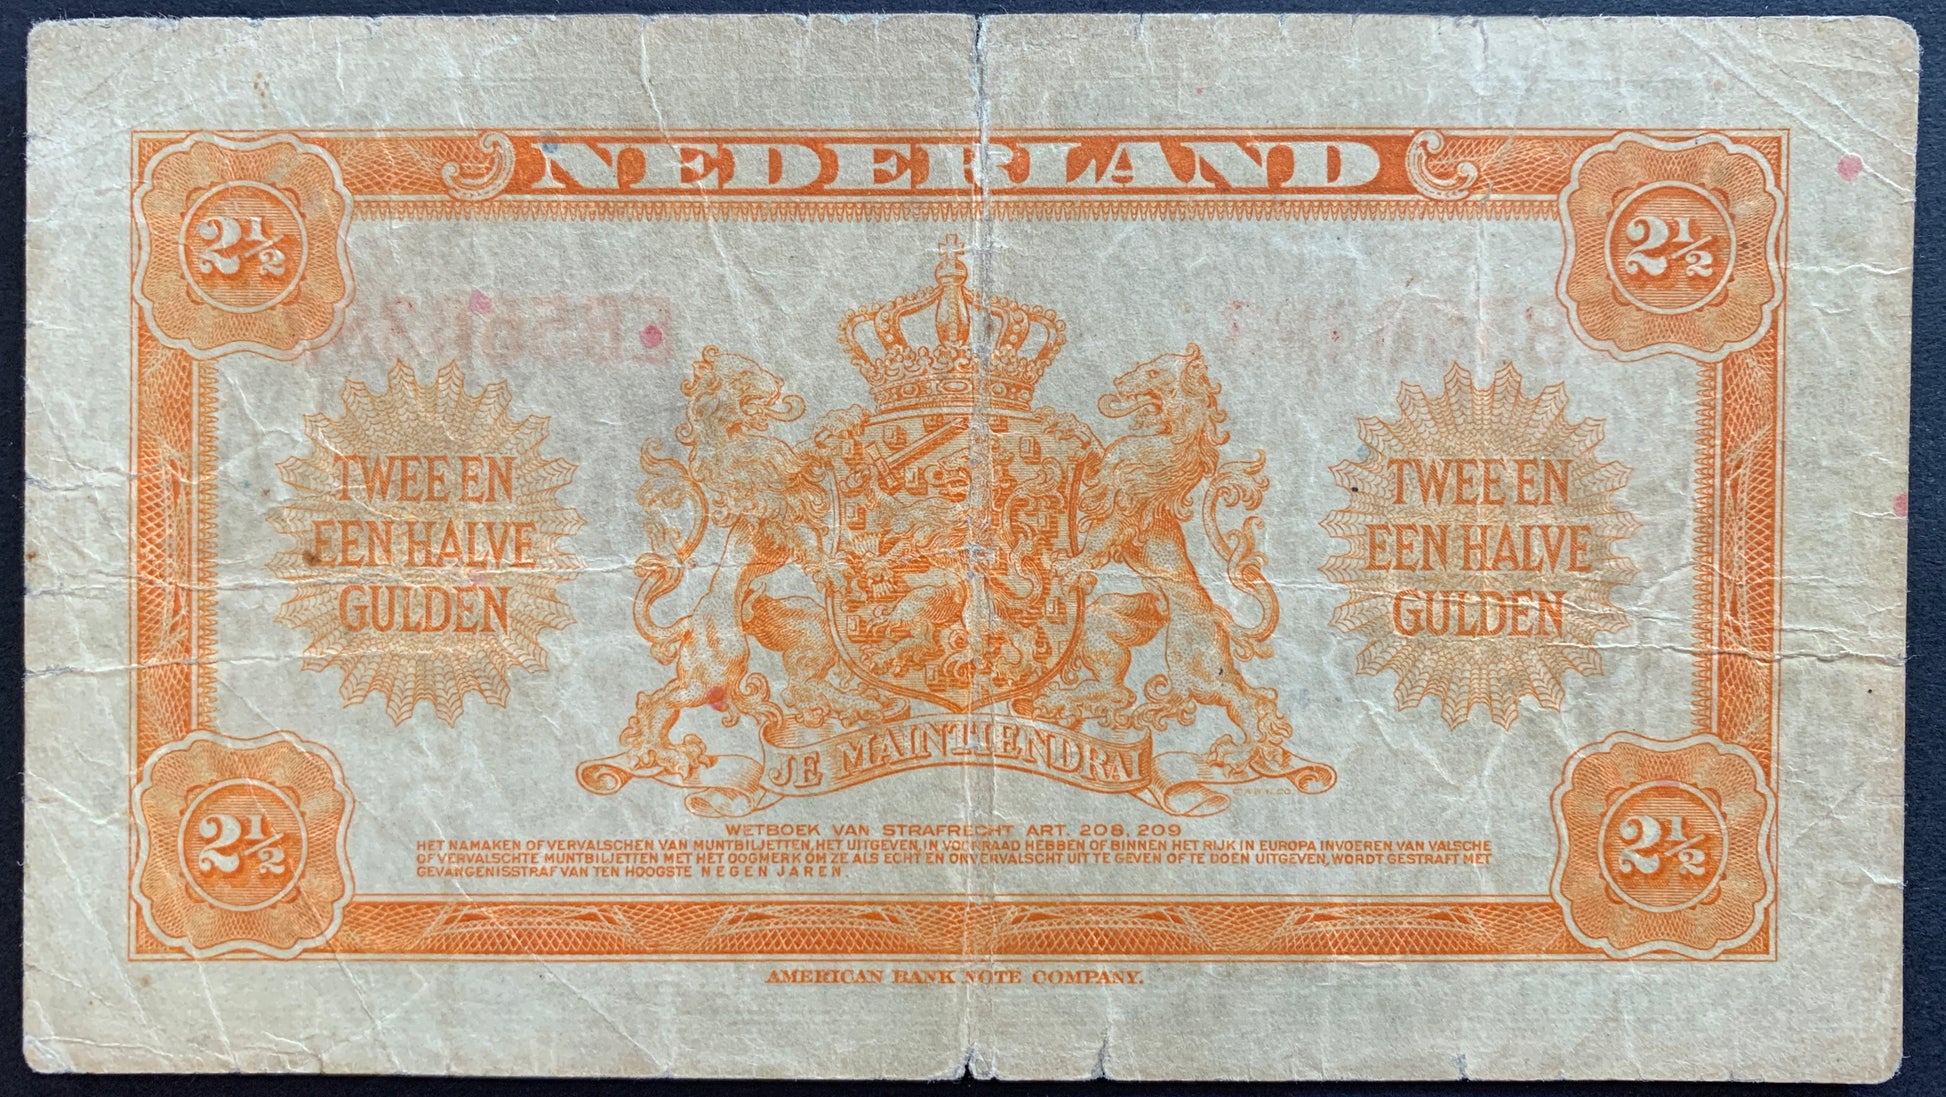 NEDERLAND
2½
2½
TWEE EN
EEN HALVE
GULDEN
TWEE EN
EEN HALVE
GULDEN
JE MAINTIENDRAI
WETBOEK VAN STRAFRECHT ART. 208, 209
HET NAMAKEN OF VERVALSCHEN VAN MUNTBILJETTEN, HET UITGEVEN, IN VOORRAAD HEBBEN OF BINNEN HET RIJK IN EUROPA INVOEREN VAN VALSCHE
OF VERVALSCHTE MUNTBILJETTEN MET HET OOGMERK OM ZE ALS ECHT EN ONVERVALSCHT UIT TE GEVEN OF TE DOEN UITGEVEN, WORDT GESTRAFT MET
GEVANGENISSTRAF VAN TEN HOOGSTE NEGEN JAREN.
2½
2½
AMERICAN BANK NOTE COMPANY.